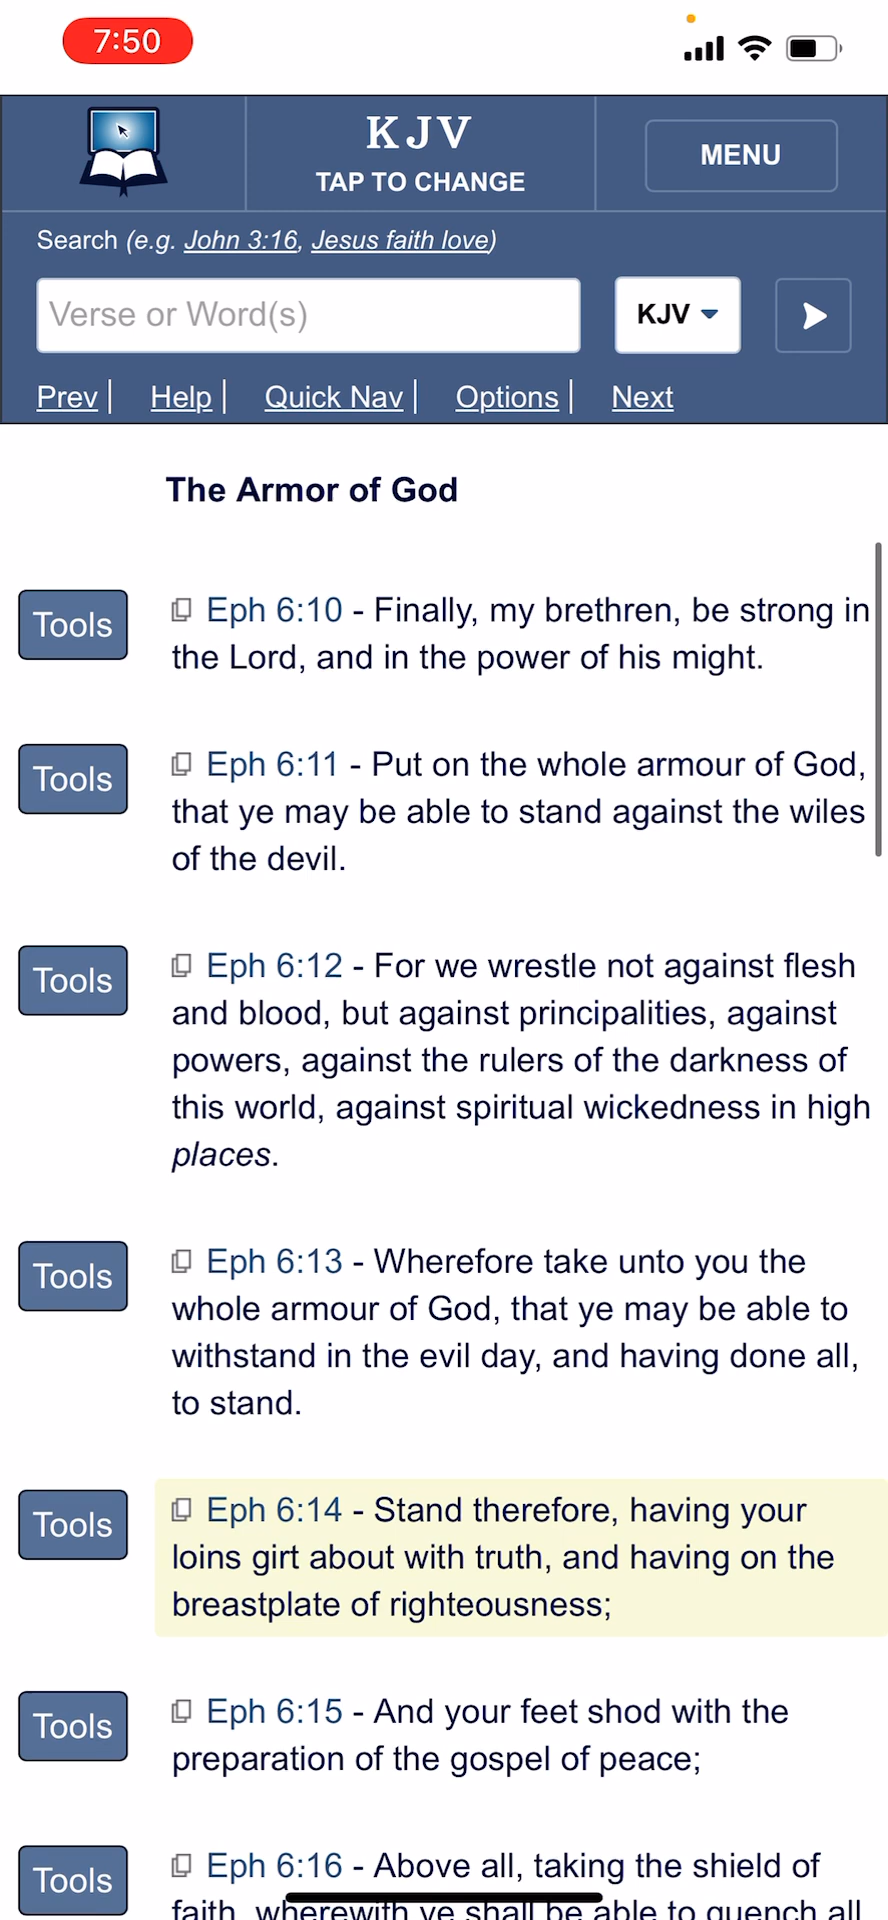 7:50
KJV
TAP TO CHANGE
MENU
Search (e.g. John 3:16, Jesus faith love)
Verse or Word(s)
KJV
Prev | Help | Quick Nav | Options | Next
The Armor of God
Tools
Eph 6:10 - Finally, my brethren, be strong in
the Lord, and in the power of his might.
Tools
Eph 6:11 - Put on the whole armour of God,
that ye may be able to stand against the wiles
of the devil.
Tools
Eph 6:12 - For we wrestle not against flesh
and blood, but against principalities, against
powers, against the rulers of the darkness of
this world, against spiritual wickedness in high
places.
Tools
Eph 6:13 - Wherefore take unto you the
whole armour of God, that ye may be able to
withstand in the evil day, and having done all,
to stand.
Tools
Eph 6:14 - Stand therefore, having your
loins girt about with truth, and having on the
breastplate of righteousness;
Tools
Eph 6:15 - And your feet shod with the
preparation of the gospel of peace;
Tools
Eph 6:16 - Above all, taking the shield of
faith, wherewith ye shall be able to quench all